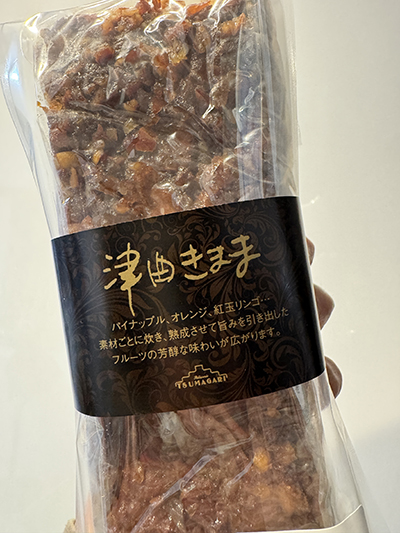 津曲きまま
パイナップル、オレンジ、紅玉リンゴ…
素材ごとに炊き、熟成させて旨みを引き出した
フルーツの芳醇な味わいが広がります。
TSUMAGARI